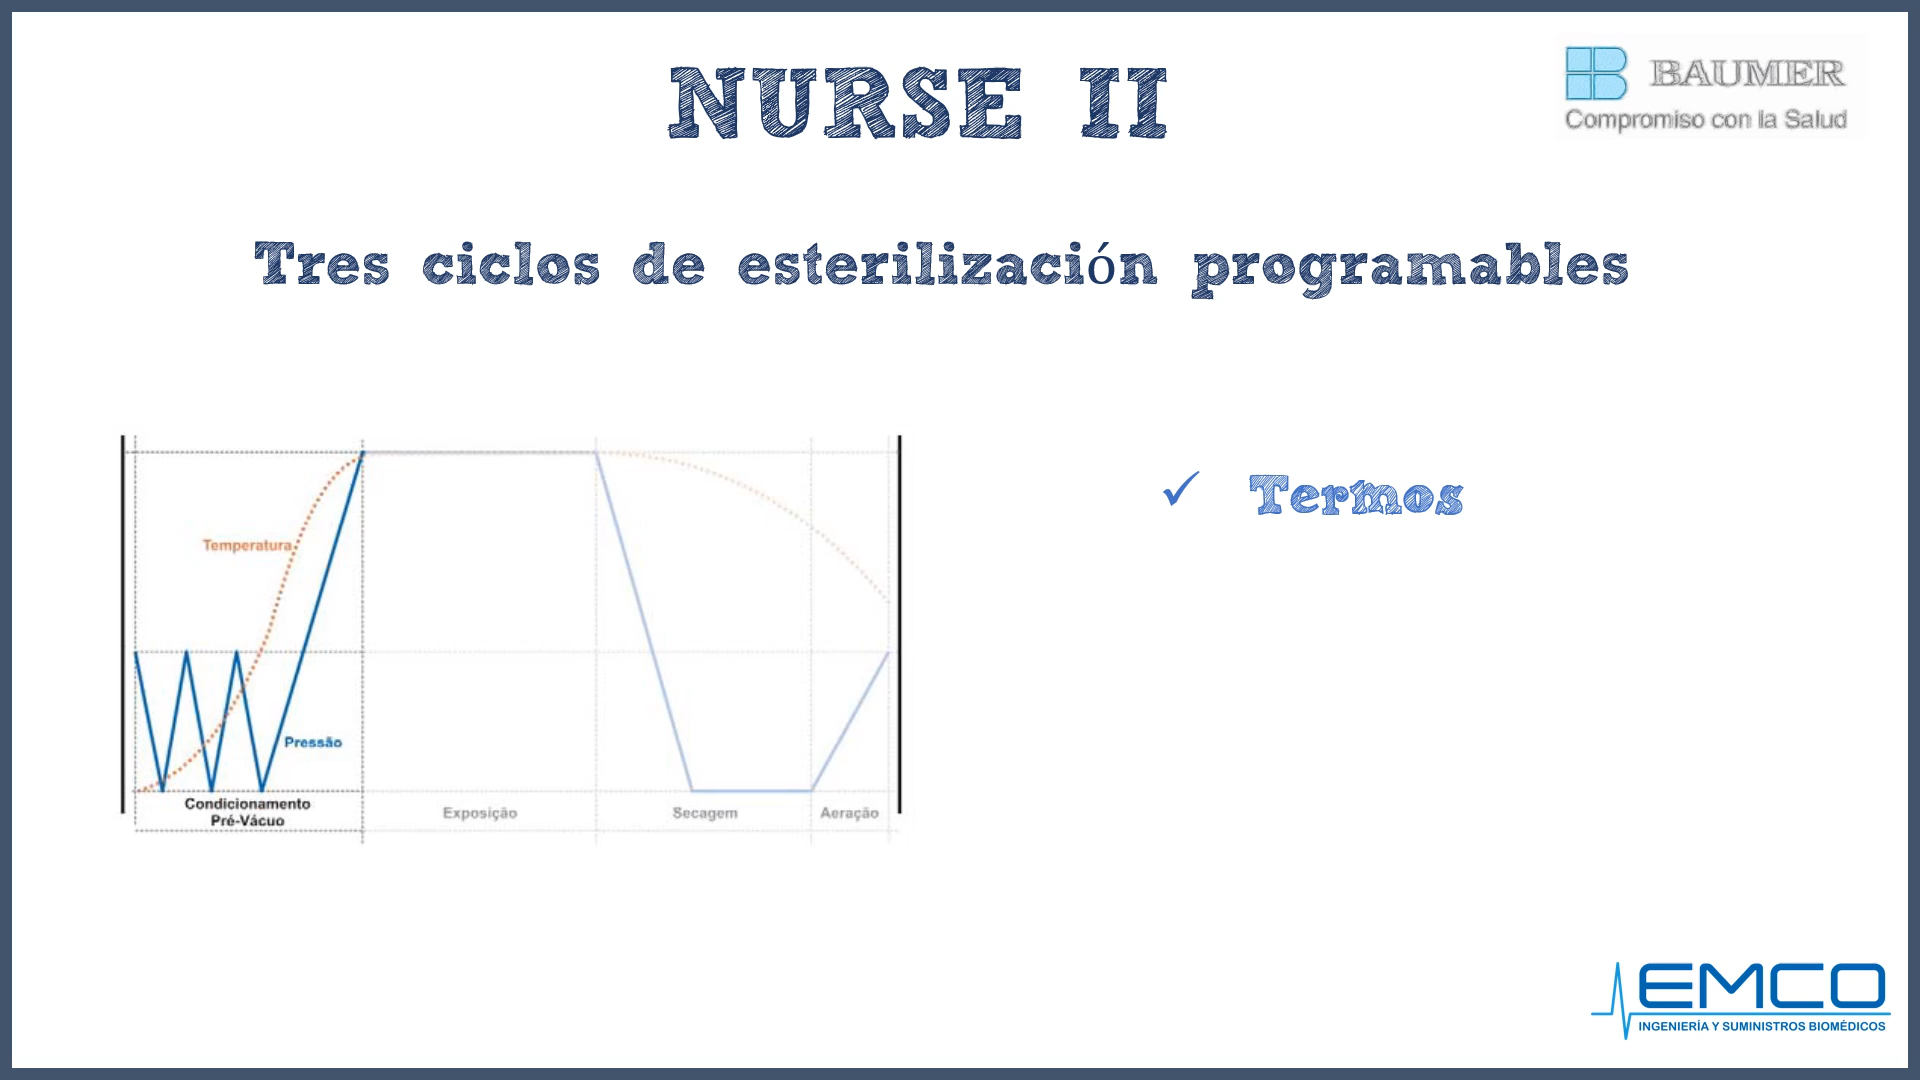 NURSE II
BAUMER
Compromiso con la Salud
Tres ciclos de esterilización programables
Temperatura
Pressão
Condicionamento
Pré-Vácuo
Exposição
Secagem
Aeração
✓ Termos
EMCO
INGENIERÍA Y SUMINISTROS BIOMÉDICOS